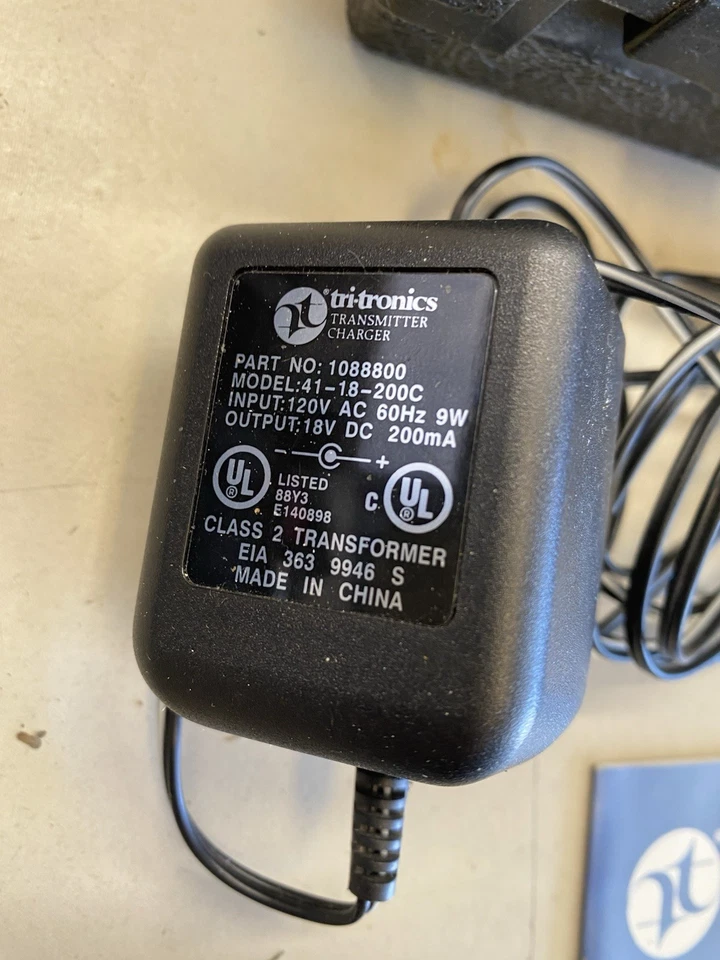 tri-tronics
TRANSMITTER
CHARGER
PART NO: 1088800
MODEL:41-18-200C
INPUT:120V AC 60Hz 9W
OUTPUT:18V DC 200mA
- +
UL ® LISTED
88Y3
E140898
C UL ®
CLASS 2 TRANSFORMER
EIA 363 9946 S
MADE IN CHINA